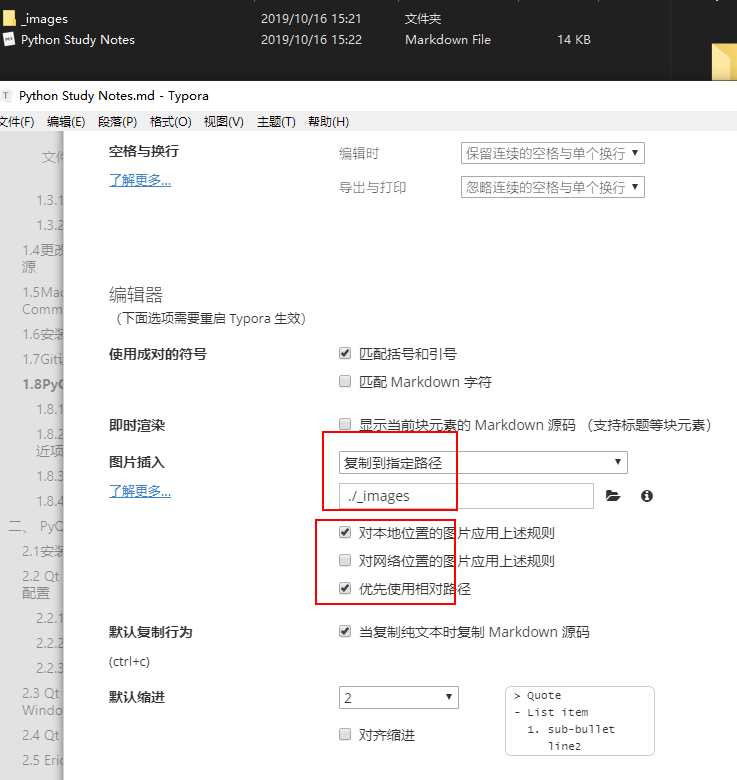 _images 2019/10/16 15:21 文件夹
Python Study Notes 2019/10/16 15:22 Markdown File 14 KB
Python Study Notes.md - Typora
文件(F) 编辑(E) 段落(P) 格式(O) 视图(V) 主题(T) 帮助(H)
空格与换行 编辑时 保留连续的空格与单个换行
了解更多... 导出与打印 忽略连续的空格与单个换行
文件
1.3.1
1.3.2
1.4更改
源
1.5Mac
Comm
1.6安装
1.7Git
1.8PyQ
1.8.1
1.8.2
近项
1.8.3
1.8.4
二、 PyQ
2.1安装
2.2 Qt
配置
2.2.1
2.2.2
2.2.3
2.3 Qt
Windo
2.4 Qt
2.5 Eric
编辑器
（下面选项需要重启 Typora 生效）
使用成对的符号 匹配括号和引号
匹配 Markdown 字符
即时渲染 显示当前块元素的 Markdown 源码 （支持标题等块元素）
图片插入 复制到指定路径
了解更多... ./_images
对本地位置的图片应用上述规则
对网络位置的图片应用上述规则
优先使用相对路径
默认复制行为 当复制纯文本时复制 Markdown 源码
(ctrl+c)
默认缩进 2
对齐缩进
> Quote
- List item
1. sub-bullet
line2